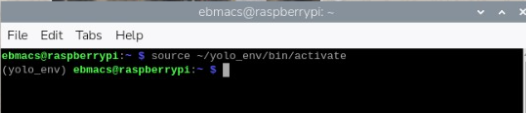 ebmacs@raspberrypi: ~
File Edit Tabs Help
ebmacs@raspberrypi:~ $ source ~/yolo_env/bin/activate
(yolo_env) ebmacs@raspberrypi:~ $